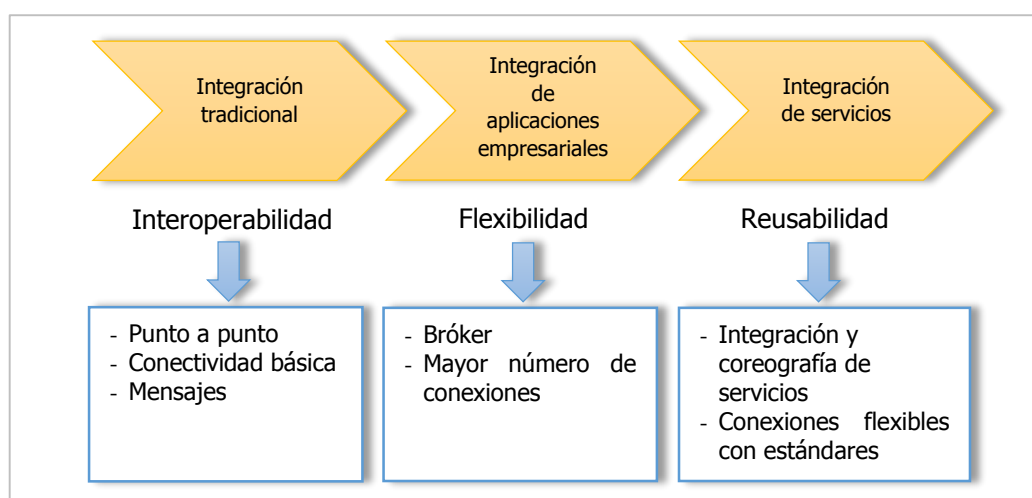 Integración
tradicional
Integración
de
aplicaciones
empresariales
Integración
de servicios
Interoperabilidad
Flexibilidad
Reusabilidad
- Punto a punto
- Conectividad básica
- Mensajes
- Bróker
- Mayor número de
conexiones
- Integración y
coreografía de
servicios
- Conexiones flexibles
con estándares